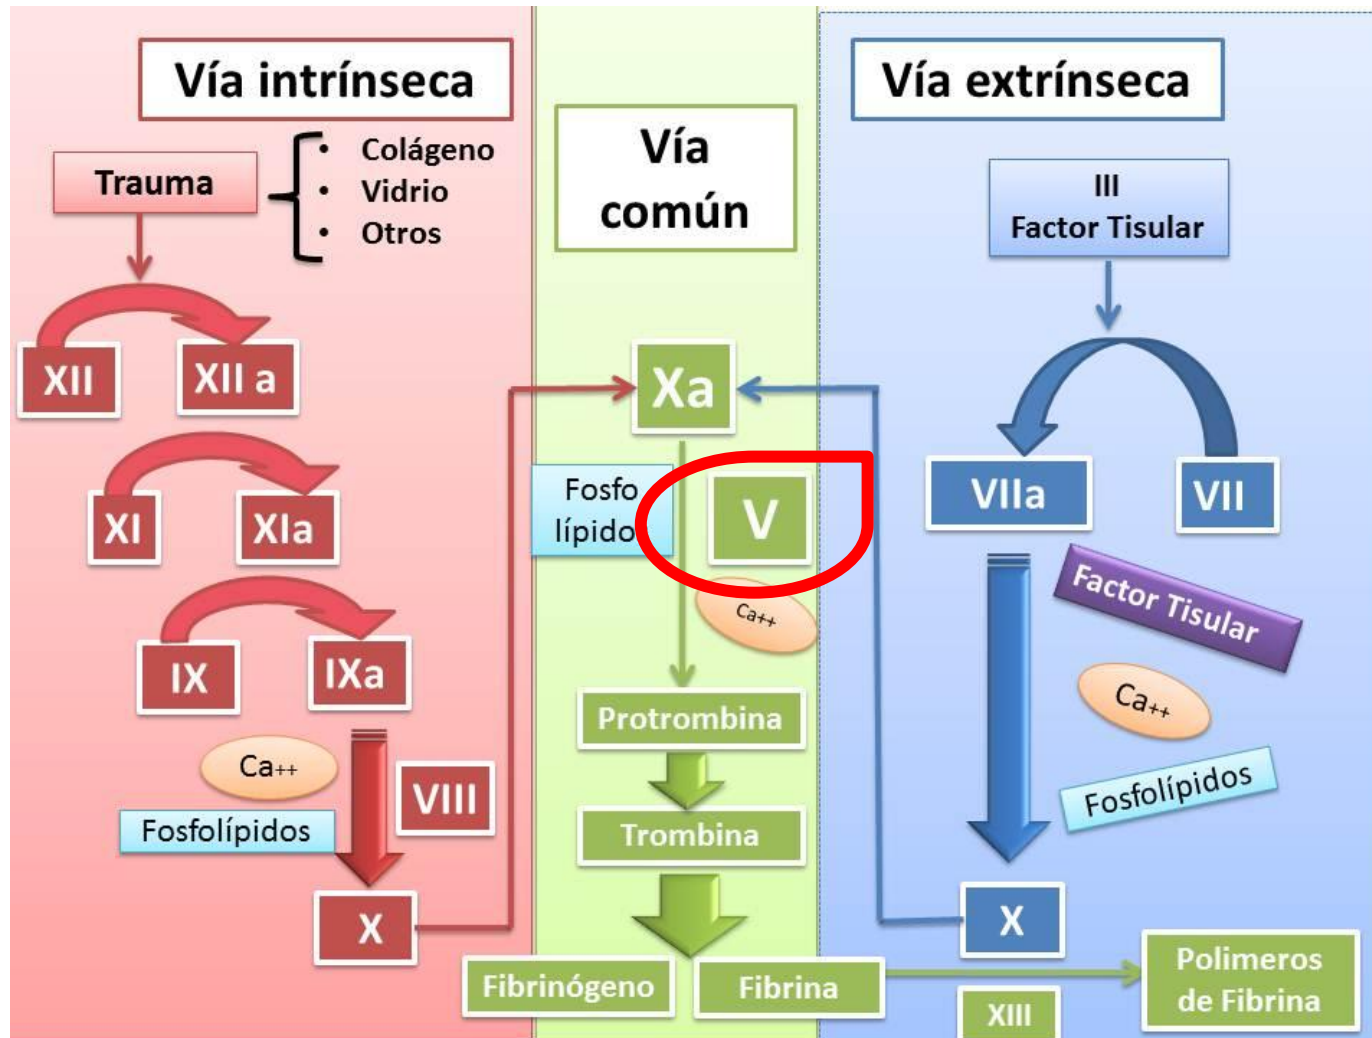 Vía intrínseca
Trauma
• Colágeno
• Vidrio
• Otros
XII
XII a
XI
XIa
IX
IXa
Ca++
Fosfolípidos
VIII
X
Vía
común
Xa
Fosfo
lípido
V
Ca++
Protrombina
Trombina
Fibrinógeno
Fibrina
Vía extrínseca
III
Factor Tisular
VIIa
VII
Factor Tisular
Ca++
Fosfolípidos
X
XIII
Polimeros
de Fibrina